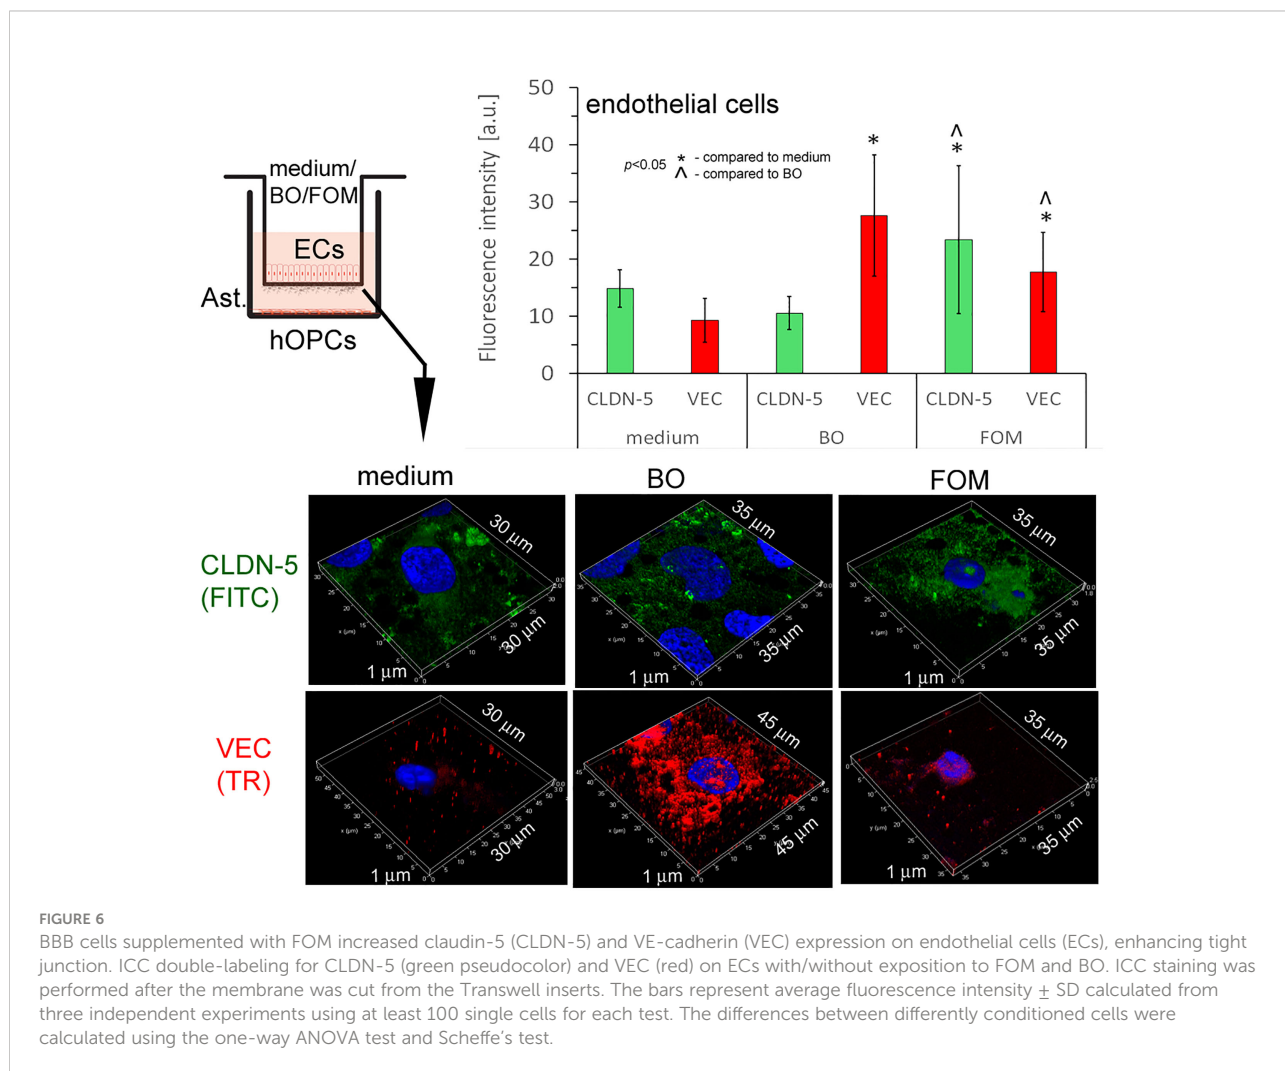 50
40
30
20
10
0
Fluorescence intensity [a.u.]
endothelial cells
p<0.05 * - compared to medium
^ - compared to BO
*
^
*
^
*
CLDN-5 VEC CLDN-5 VEC CLDN-5 VEC
medium BO FOM
medium/
BO/FOM
ECs
Ast.
hOPCs
medium BO FOM
CLDN-5
(FITC)
30 µm
30 µm
1 µm
35 µm
35 µm
1 µm
35 µm
35 µm
1 µm
VEC
(TR)
30 µm
30 µm
1 µm
45 µm
45 µm
1 µm
35 µm
35 µm
1 µm
FIGURE 6
BBB cells supplemented with FOM increased claudin-5 (CLDN-5) and VE-cadherin (VEC) expression on endothelial cells (ECs), enhancing tight
junction. ICC double-labeling for CLDN-5 (green pseudocolor) and VEC (red) on ECs with/without exposition to FOM and BO. ICC staining was
performed after the membrane was cut from the Transwell inserts. The bars represent average fluorescence intensity ± SD calculated from
three independent experiments using at least 100 single cells for each test. The differences between differently conditioned cells were
calculated using the one-way ANOVA test and Scheffe's test.